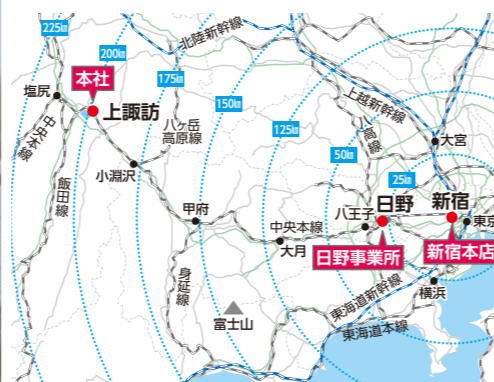 225km
200km
175km
150km
125km
50km
25km
北陸新幹線
上越新幹線
本社
塩尻
上諏訪
中央本線
飯田線
八ヶ岳
高原線
小淵沢
八高線
大宮
甲府
中央本線
大月
八王子
日野
新宿
東京
日野事業所
新宿本店
身延線
富士山
東海道新幹線
東海道本線
横浜